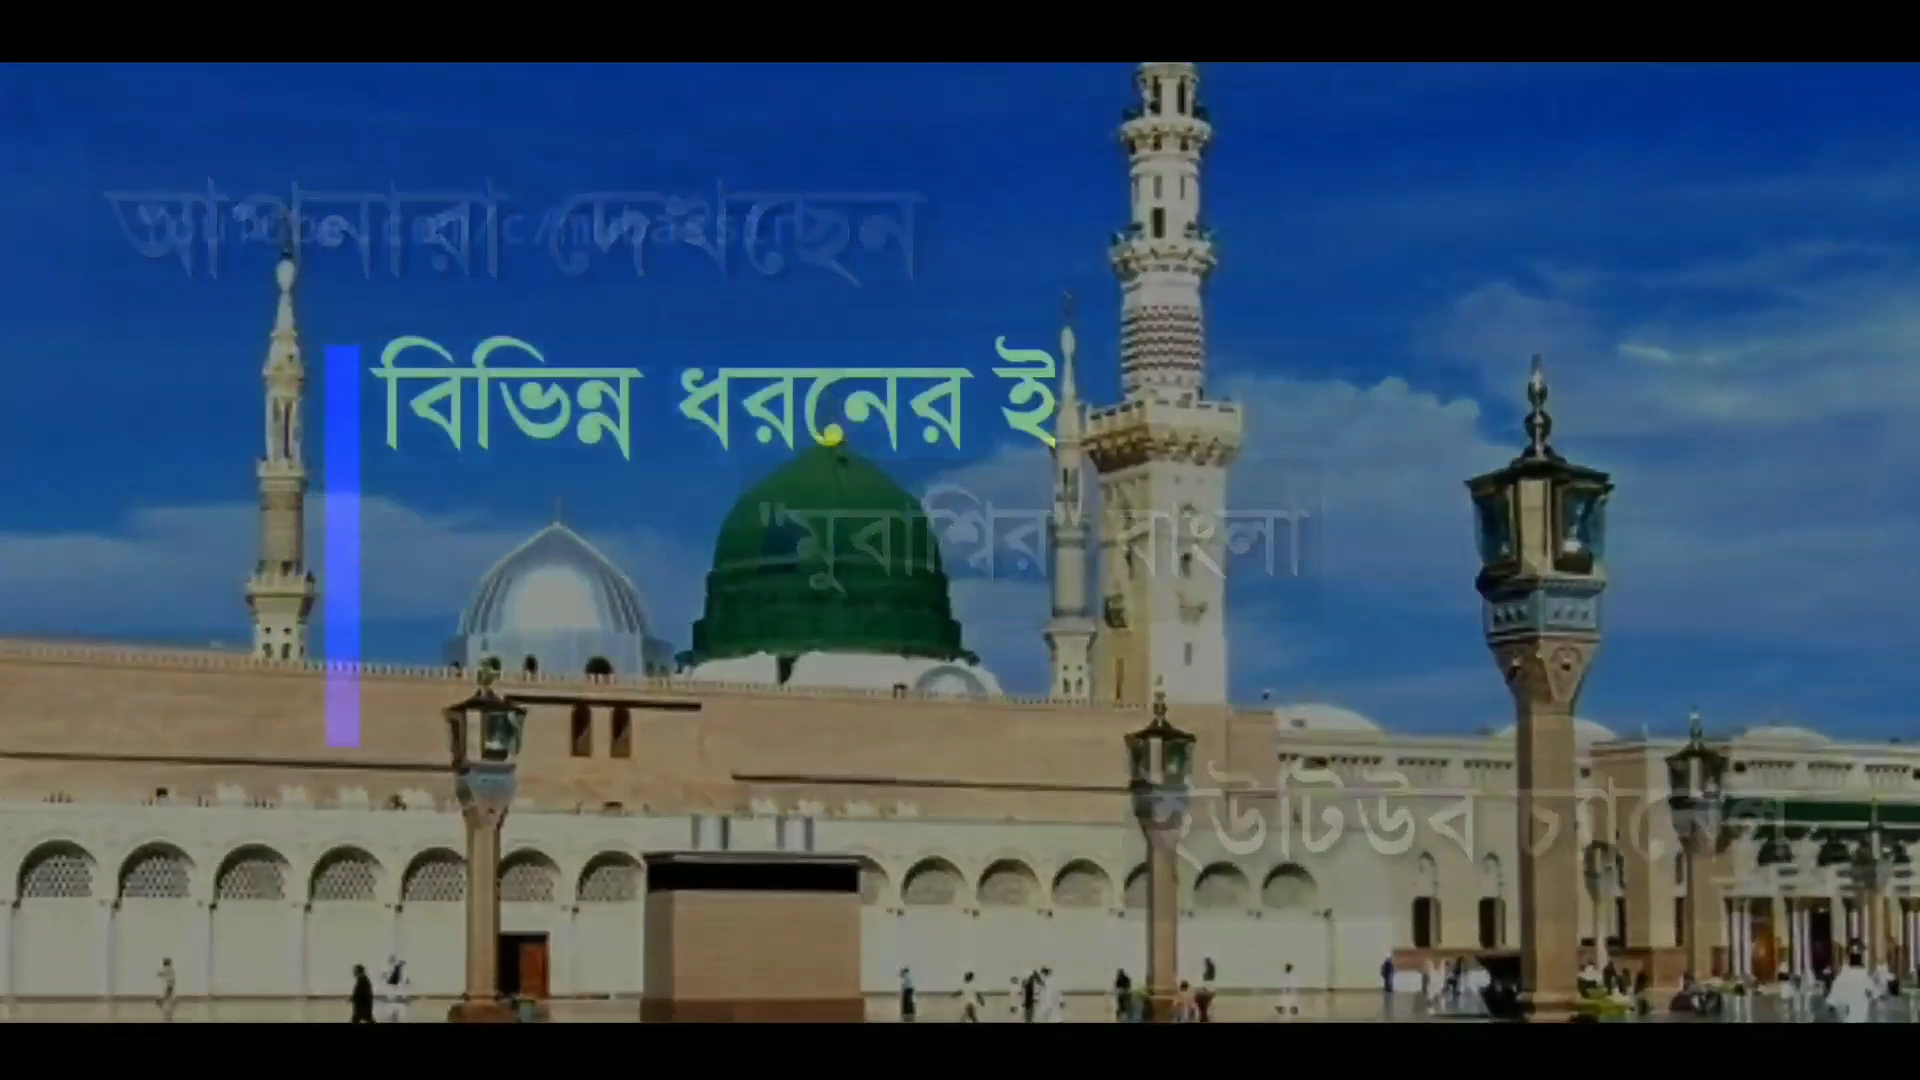 আপনারা দেখছেন
বিভিন্ন ধরনের ই
"মুবাশ্বির" বাংলা
ইউটিউব চ্যানেল